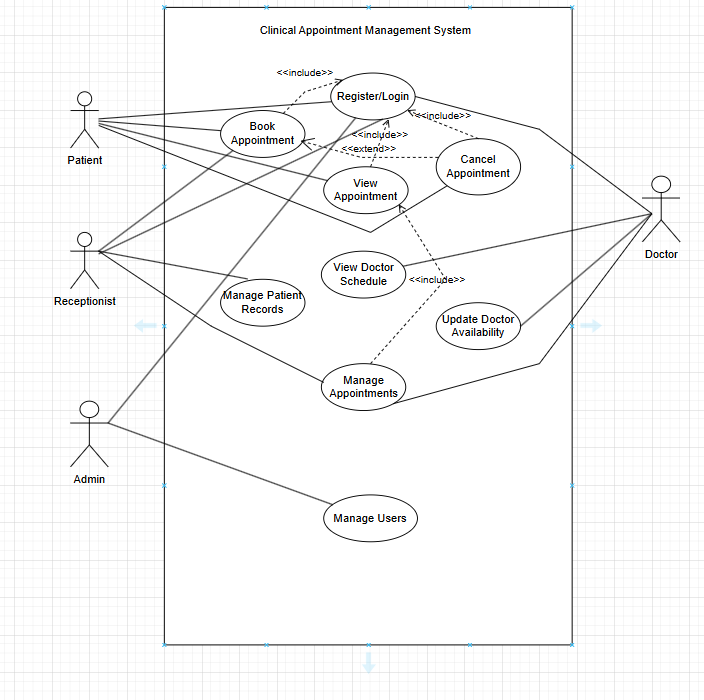 Clinical Appointment Management System
<<include>>
Register/Login
<<include>>
Book
Appointment
<<include>>
<<extend>>
Patient
Cancel
Appointment
View
Appointment
Doctor
View Doctor
Schedule
<<include>>
Receptionist
Manage Patient
Records
Update Doctor
Availability
Manage
Appointments
Admin
Manage Users